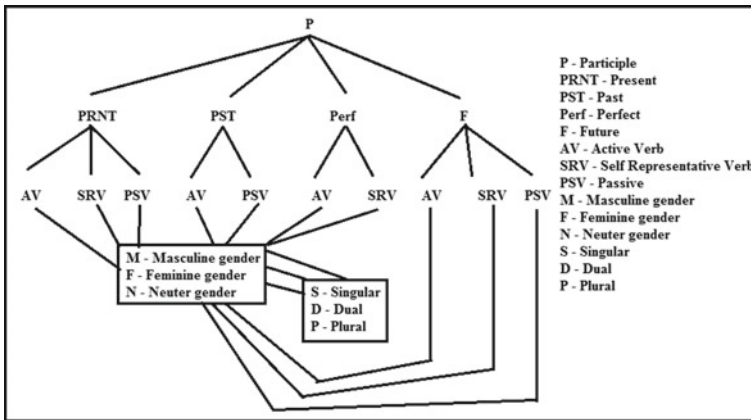 P
PRNT PST Perf F
AV SRV PSV AV PSV AV SRV AV SRV PSV
M - Masculine gender
F - Feminine gender
N - Neuter gender
S - Singular
D - Dual
P - Plural
P - Participle
PRNT - Present
PST - Past
Perf - Perfect
F - Future
AV - Active Verb
SRV - Self Representative Verb
PSV - Passive
M - Masculine gender
F - Feminine gender
N - Neuter gender
S - Singular
D - Dual
P - Plural